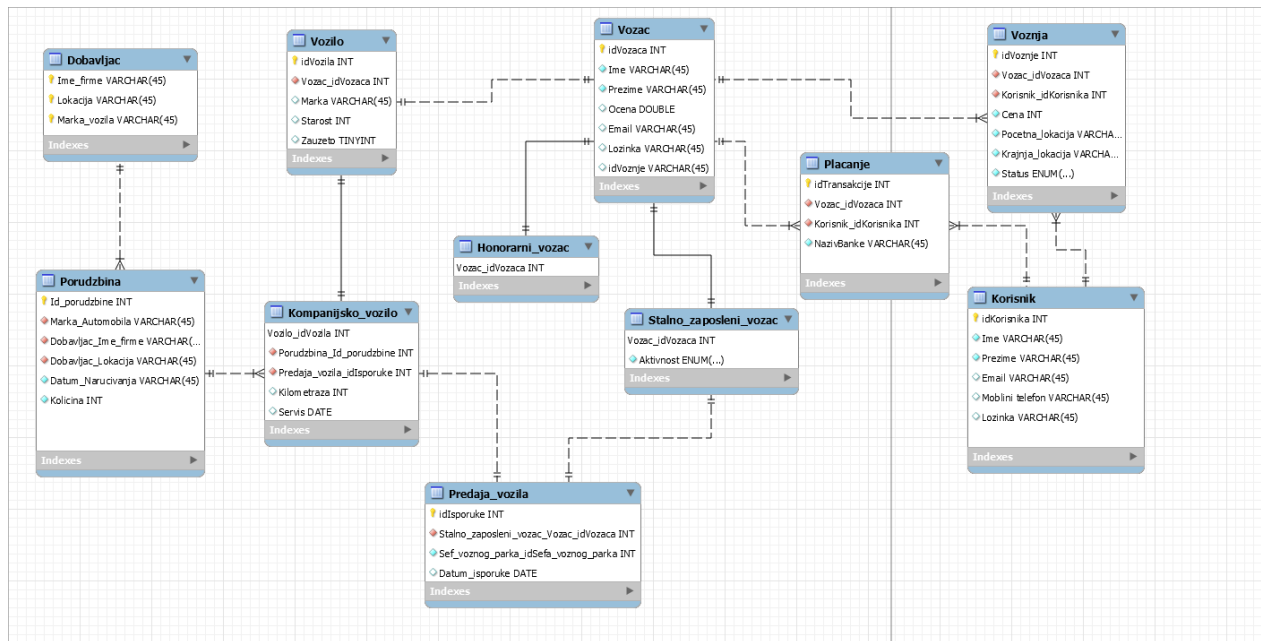 Dobavljac
Ime_firme VARCHAR(45)
Lokacija VARCHAR(45)
Marka_vozila VARCHAR(45)
Indexes
Vozilo
idVozila INT
Vozac_idVozaca INT
Marka VARCHAR(45)
Starost INT
Zauzeto TINYINT
Indexes
Vozac
idVozaca INT
Ime VARCHAR(45)
Prezime VARCHAR(45)
Ocena DOUBLE
Email VARCHAR(45)
Lozinka VARCHAR(45)
idVoznje VARCHAR(45)
Indexes
Voznja
idVoznje INT
Vozac_idVozaca INT
Korisnik_idKorisnika INT
Cena INT
Pocetna_lokacija VARCHA...
Krajnja_lokacija VARCHA...
Status ENUM(...)
Indexes
Placanje
idTransakcije INT
Vozac_idVozaca INT
Korisnik_idKorisnika INT
NazivBanke VARCHAR(45)
Indexes
Honorarni_vozac
Vozac_idVozaca INT
Indexes
Porudzbina
Id_porudzbine INT
Marka_Automobila VARCHAR(45)
Dobavljac_Ime_firme VARCHAR(...
Dobavljac_Lokacija VARCHAR(45)
Datum_Narucivanja VARCHAR(45)
Kolicina INT
Indexes
Kompanijsko_vozilo
Vozilo_idVozila INT
Porudzbina_Id_porudzbine INT
Predaja_vozila_idIsporuke INT
Kilometraza INT
Servis DATE
Indexes
Stalno_zaposleni_vozac
Vozac_idVozaca INT
Aktivnost ENUM(...)
Indexes
Korisnik
idKorisnika INT
Ime VARCHAR(45)
Prezime VARCHAR(45)
Email VARCHAR(45)
Moblini telefon VARCHAR(45)
Lozinka VARCHAR(45)
Indexes
Predaja_vozila
idIsporuke INT
Stalno_zaposleni_vozac_Vozac_idVozaca INT
Sef_voznog_parka_idSefa_voznog_parka INT
Datum_isporuke DATE
Indexes